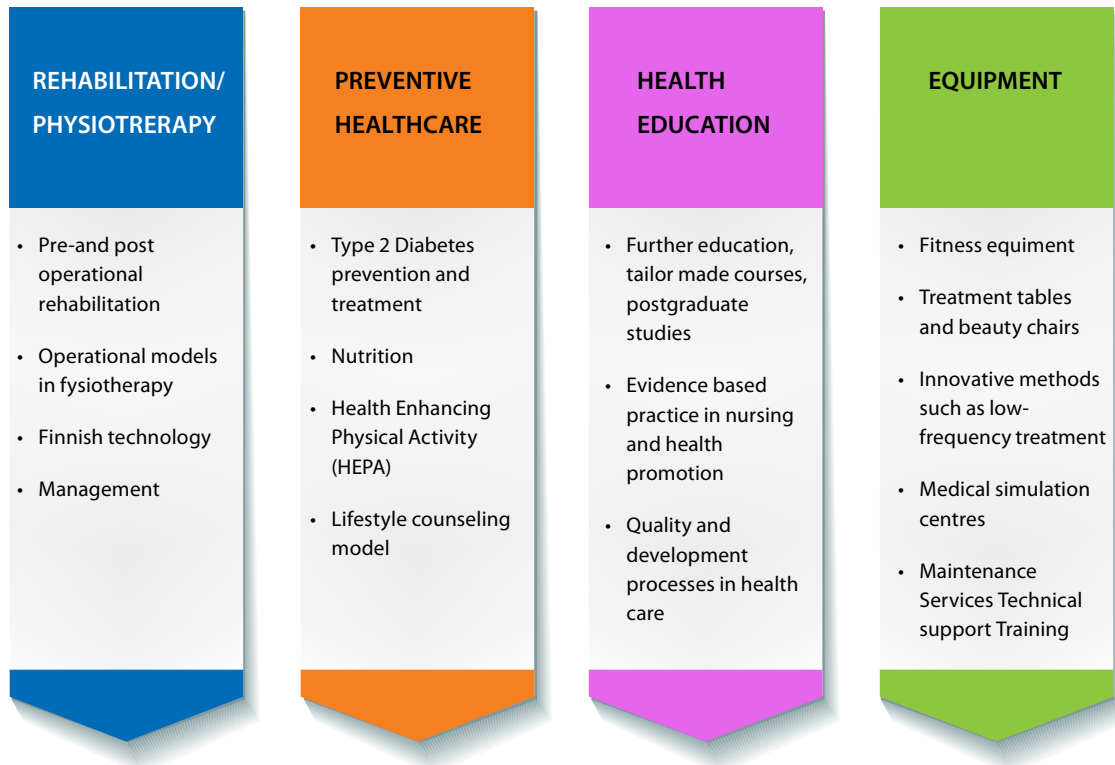 REHABILITATION/
PHYSIOTRERAPY
• Pre-and post
operational
rehabilitation
• Operational models
in fysiotherapy
• Finnish technology
• Management
PREVENTIVE
HEALTHCARE
• Type 2 Diabetes
prevention and
treatment
• Nutrition
• Health Enhancing
Physical Activity
(HEPA)
• Lifestyle counseling
model
HEALTH
EDUCATION
• Further education,
tailor made courses,
postgraduate
studies
• Evidence based
practice in nursing
and health
promotion
• Quality and
development
processes in health
care
EQUIPMENT
• Fitness equiment
• Treatment tables
and beauty chairs
• Innovative methods
such as low-
frequency treatment
• Medical simulation
centres
• Maintenance
Services Technical
support Training